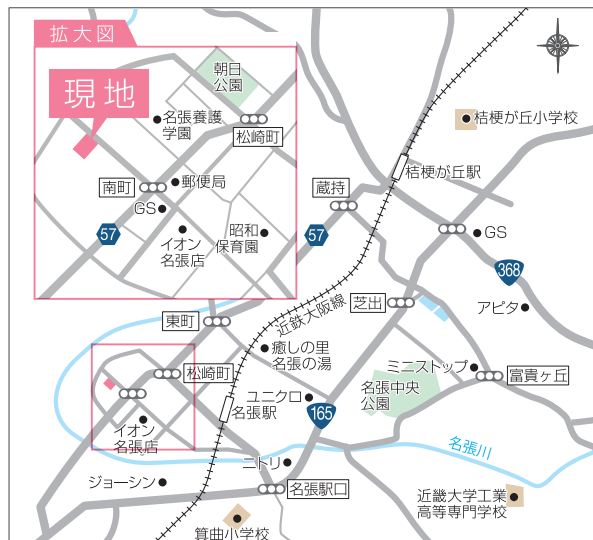 拡大図
現地
朝日
公園
名張養護
学園
松崎町
南町
郵便局
GS
57
イオン
名張店
昭和
保育園
桔梗が丘小学校
桔梗が丘駅
蔵持
57
GS
368
アピタ
芝出
近鉄大阪線
東町
癒しの里
名張の湯
松崎町
ミニストップ
富貴ヶ丘
名張中央
公園
ユニクロ
名張駅
165
イオン
名張店
名張川
ニトリ
ジョーシン
名張駅口
近畿大学工業
高等専門学校
箕曲小学校